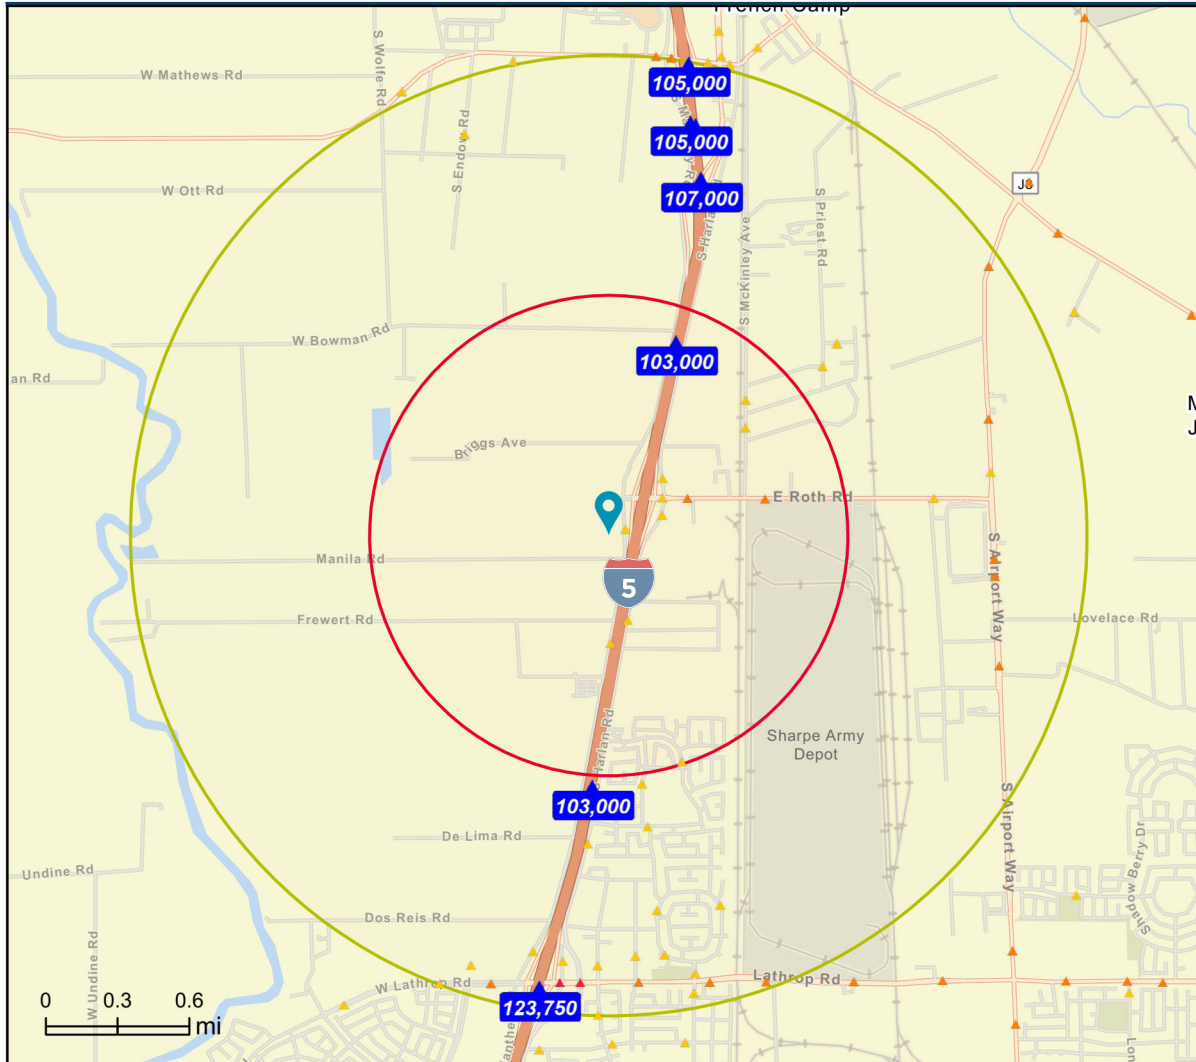 French Camp
W Mathews Rd
S Wolfe Rd
105,000
S Endow Rd
105,000
W Ott Rd
107,000
J3
S Priest Rd
S Harlan Rd
S McKinley Ave
W Bowman Rd
103,000
an Rd
M
J
Briggs Ave
E Roth Rd
Manila Rd
5
S Airport Way
Frewert Rd
Lovelace Rd
Sharpe Army
Depot
S Harlan Rd
103,000
De Lima Rd
S Airport Way
Shadow Berry Dr
Undine Rd
Dos Reis Rd
W Undine Rd
W Lathrop Rd
Lathrop Rd
123,750
0 0.3 0.6
mi
Manthe
Lon